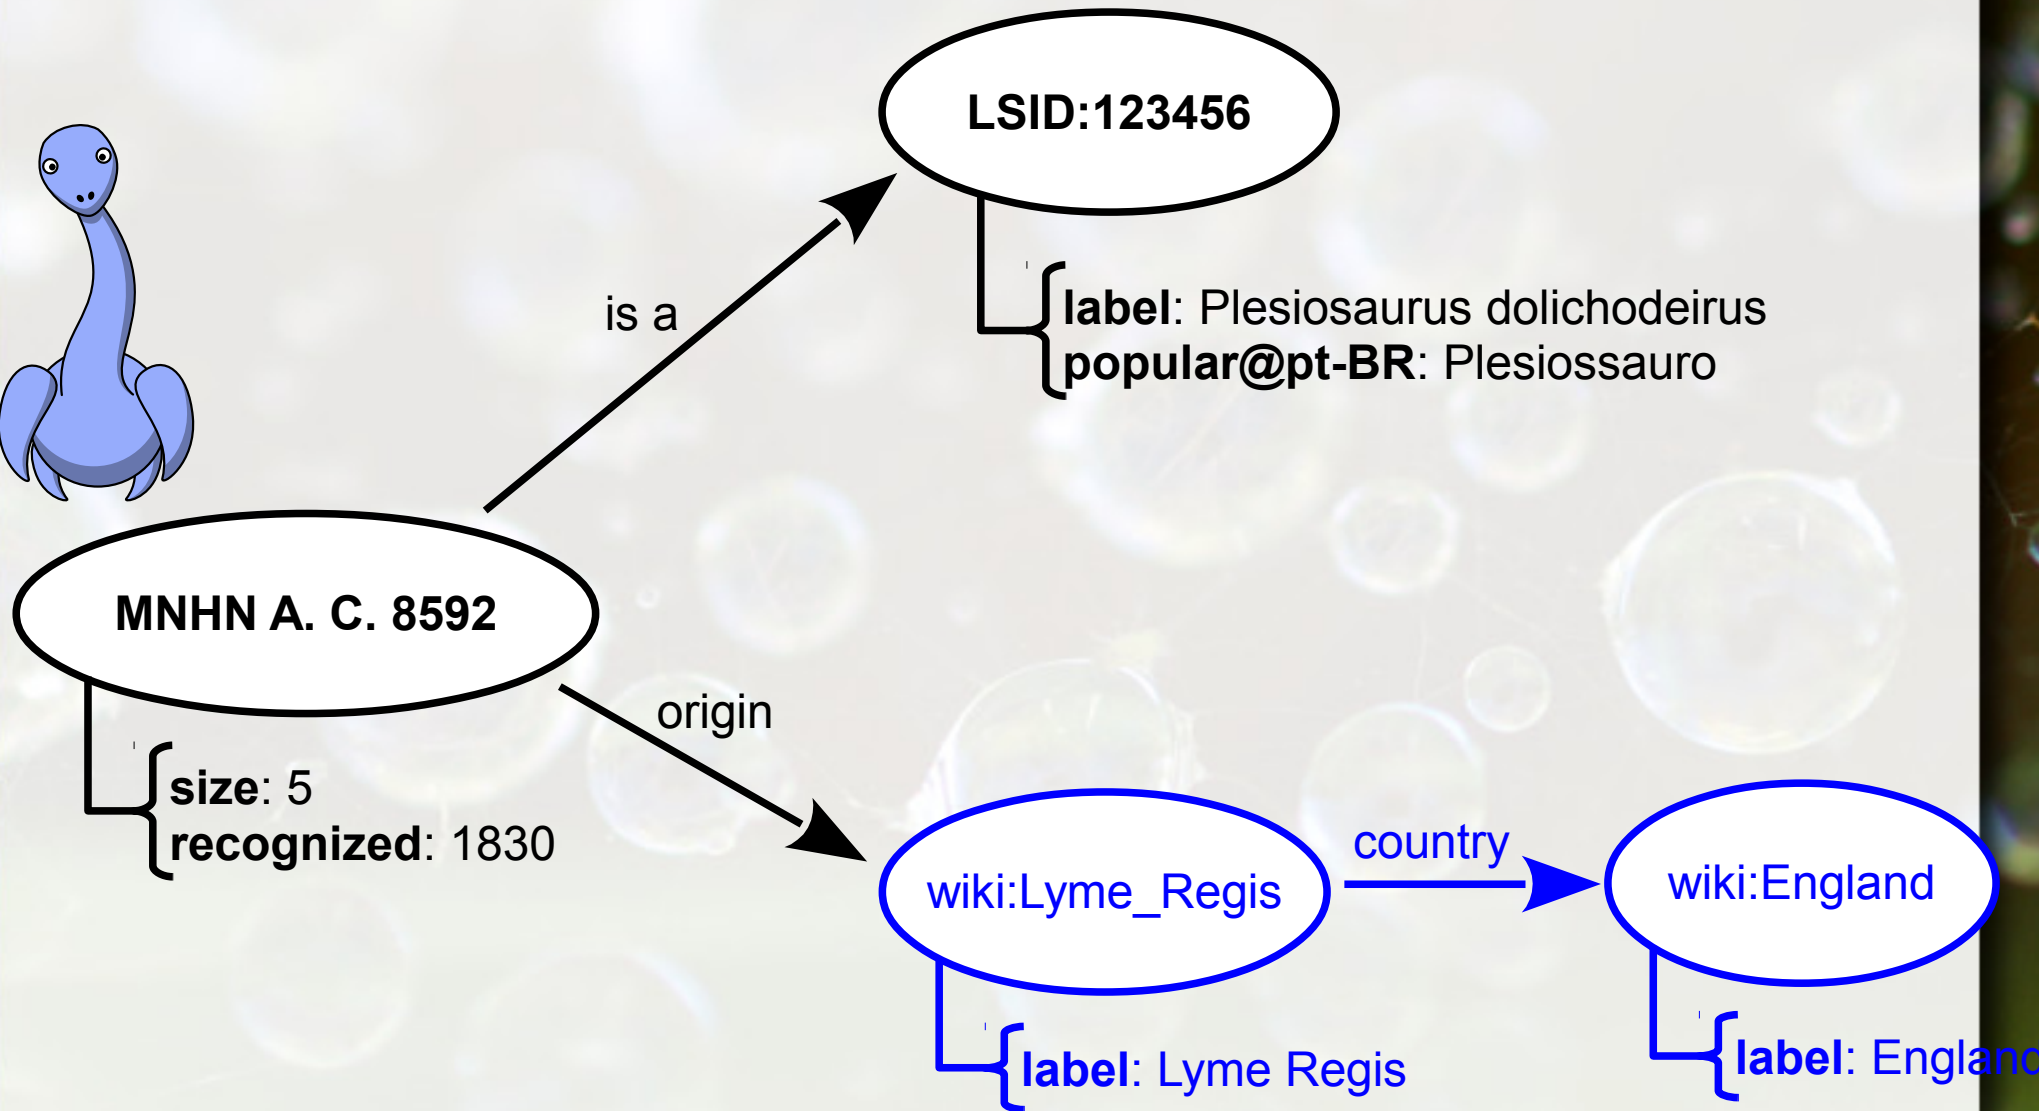 LSID:123456
label: Plesiosaurus dolichodeirus
popular@pt-BR: Plesiossauro
is a
MNHN A. C. 8592
origin
size: 5
recognized: 1830
country
wiki:Lyme_Regis
wiki:England
label: Lyme Regis
label: England